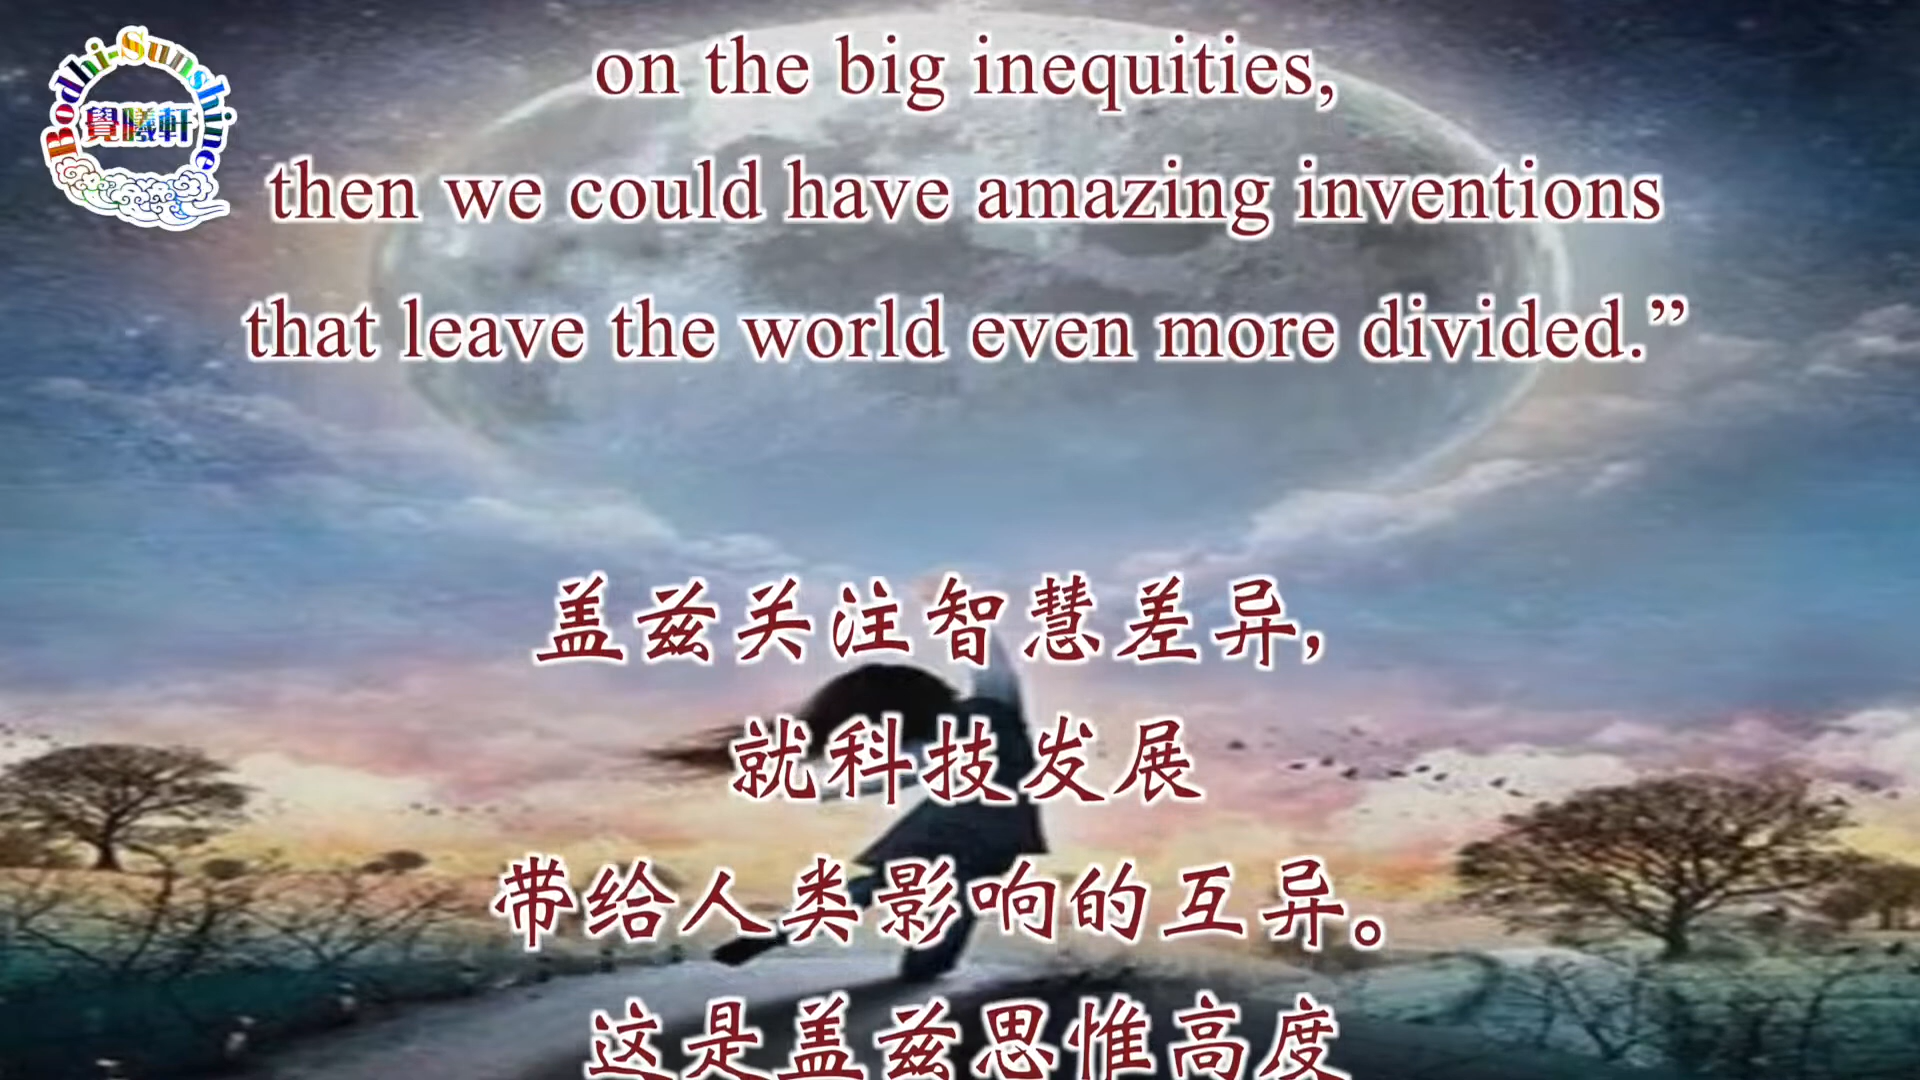 Bodhi-Sunshine
覺曦軒
on the big inequities,
then we could have amazing inventions
that leave the world even more divided.”
盖兹关注智慧差异,
就科技发展
带给人类影响的互异。
这是盖兹思惟高度